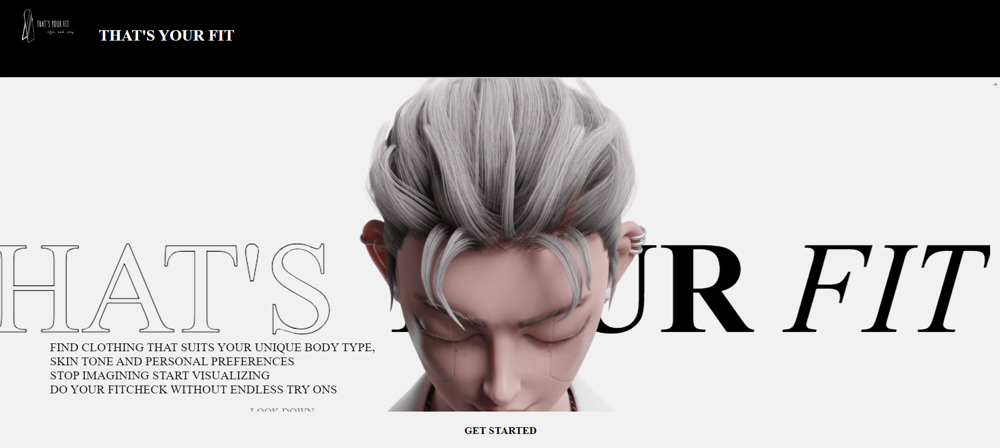 THAT'S YOUR FIT
style and slay
THAT'S YOUR FIT
HAT'S UR FIT
FIND CLOTHING THAT SUITS YOUR UNIQUE BODY TYPE,
SKIN TONE AND PERSONAL PREFERENCES
STOP IMAGINING START VISUALIZING
DO YOUR FITCHECK WITHOUT ENDLESS TRY ONS
LOOK DOWN
GET STARTED